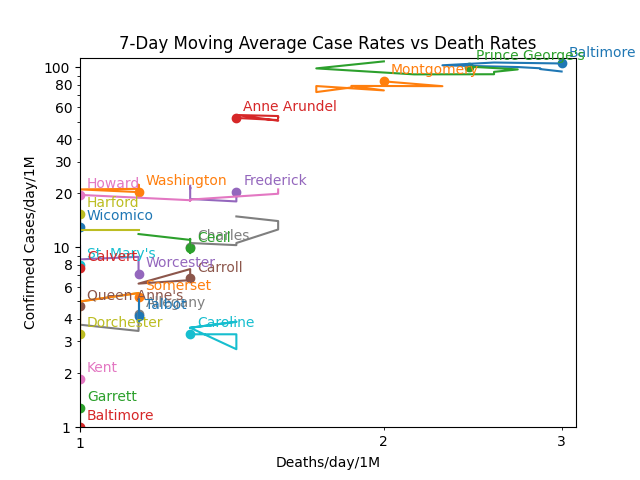 7-Day Moving Average Case Rates vs Death Rates
Confirmed Cases/day/1M
100
80
60
40
30
20
10
8
6
4
3
2
1
Prince George's
Baltimore
Montgomery
Anne Arundel
Howard
Washington
Frederick
Harford
Wicomico
Charles
Cecil
St. Mary's
Calvert
Worcester
Carroll
Somerset
Queen Anne's
Allegany
Talbot
Dorchester
Caroline
Kent
Garrett
Baltimore
1
2
3
Deaths/day/1M